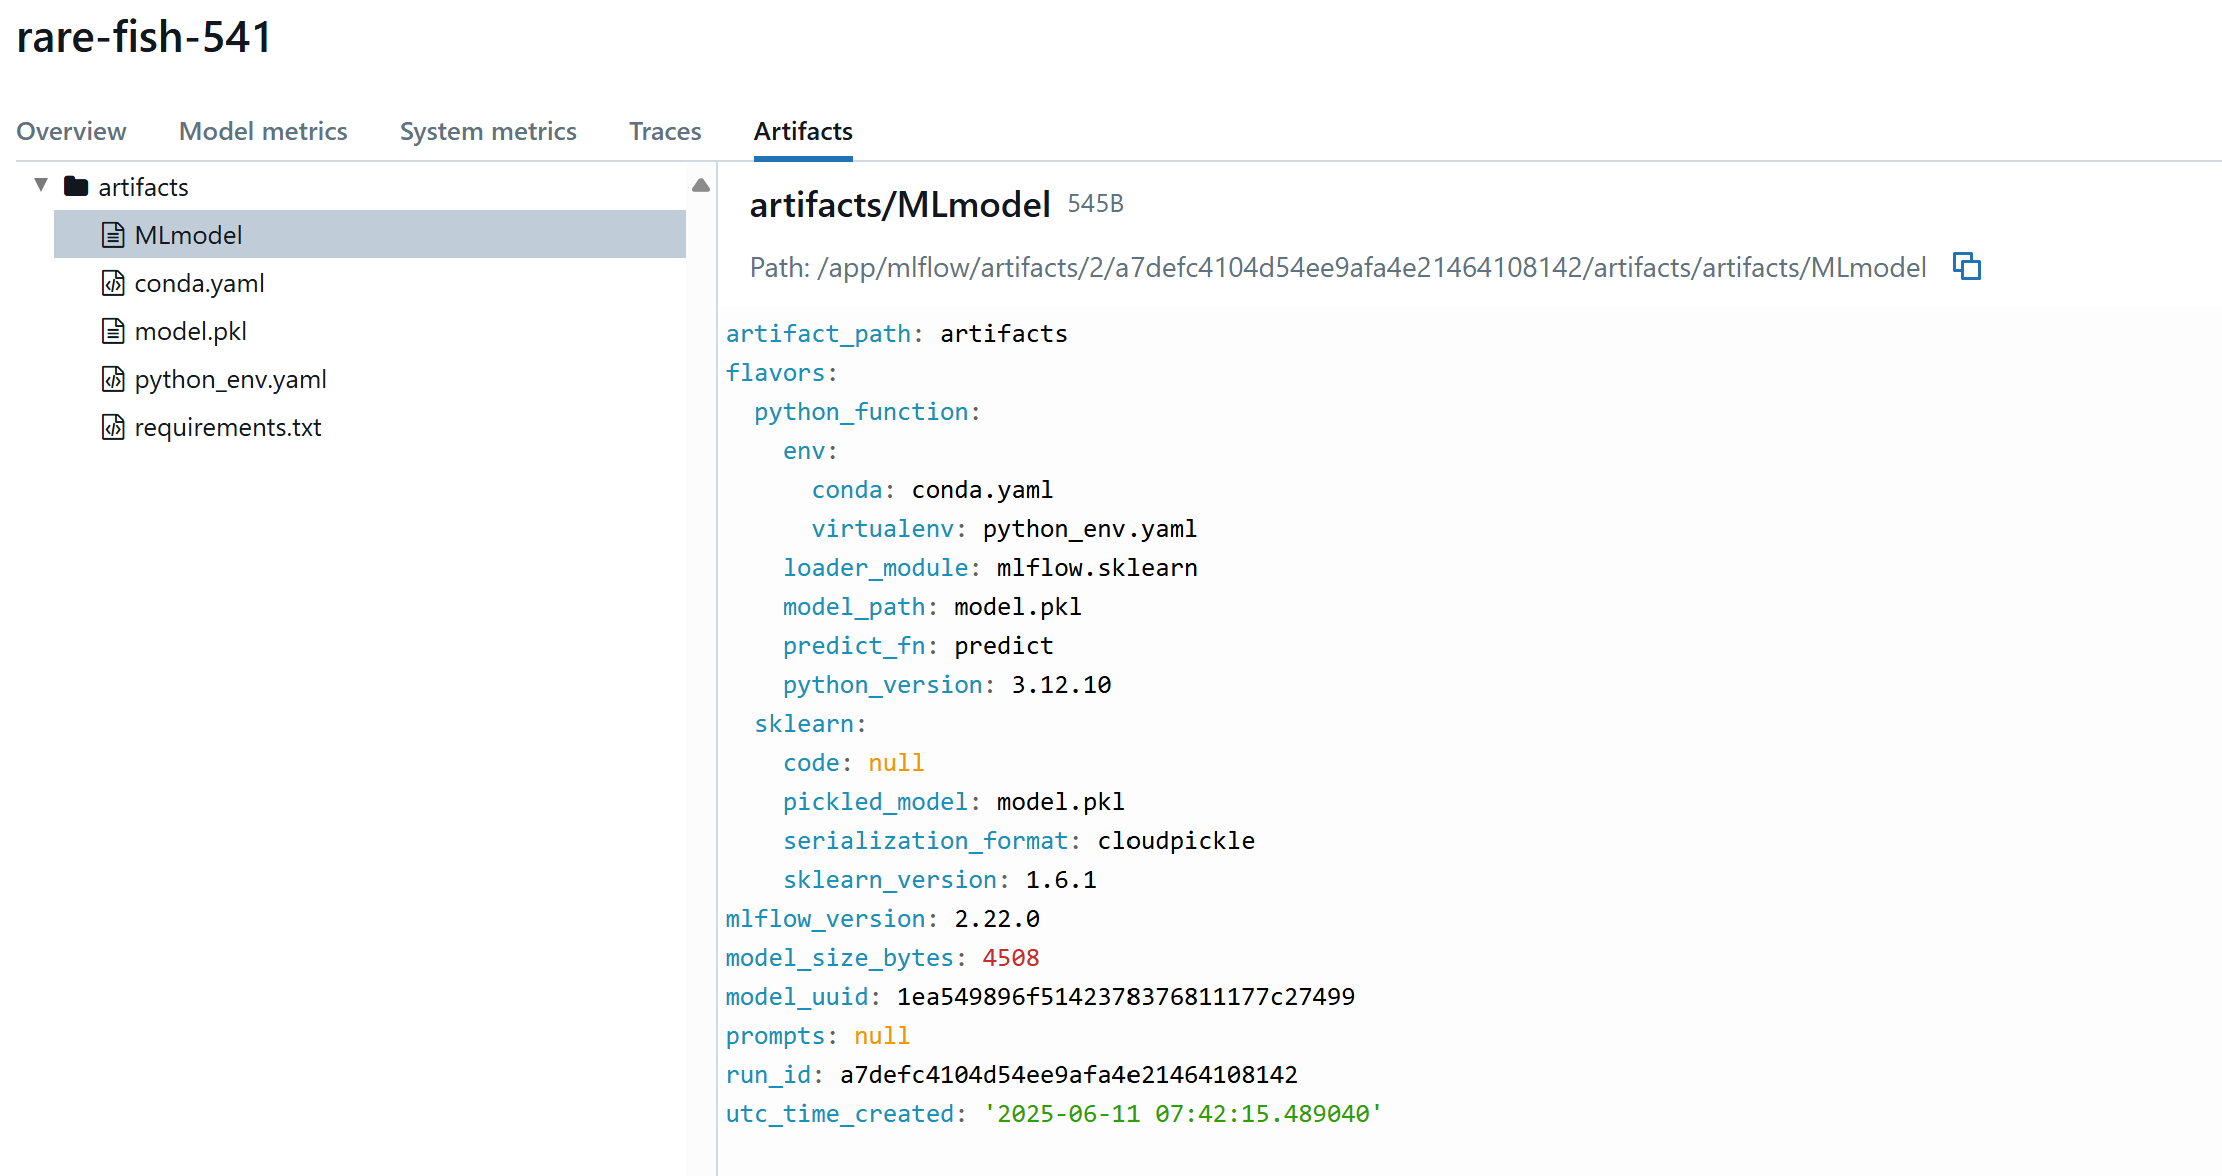 rare-fish-541
Overview Model metrics System metrics Traces Artifacts
artifacts
MLmodel
conda.yaml
model.pkl
python_env.yaml
requirements.txt
artifacts/MLmodel 545B
Path: /app/mlflow/artifacts/2/a7defc4104d54ee9afa4e21464108142/artifacts/artifacts/MLmodel
artifact_path: artifacts
flavors:
  python_function:
    env:
      conda: conda.yaml
      virtualenv: python_env.yaml
    loader_module: mlflow.sklearn
    model_path: model.pkl
    predict_fn: predict
    python_version: 3.12.10
  sklearn:
    code: null
    pickled_model: model.pkl
    serialization_format: cloudpickle
    sklearn_version: 1.6.1
mlflow_version: 2.22.0
model_size_bytes: 4508
model_uuid: 1ea549896f5142378376811177c27499
prompts: null
run_id: a7defc4104d54ee9afa4e21464108142
utc_time_created: '2025-06-11 07:42:15.489040'